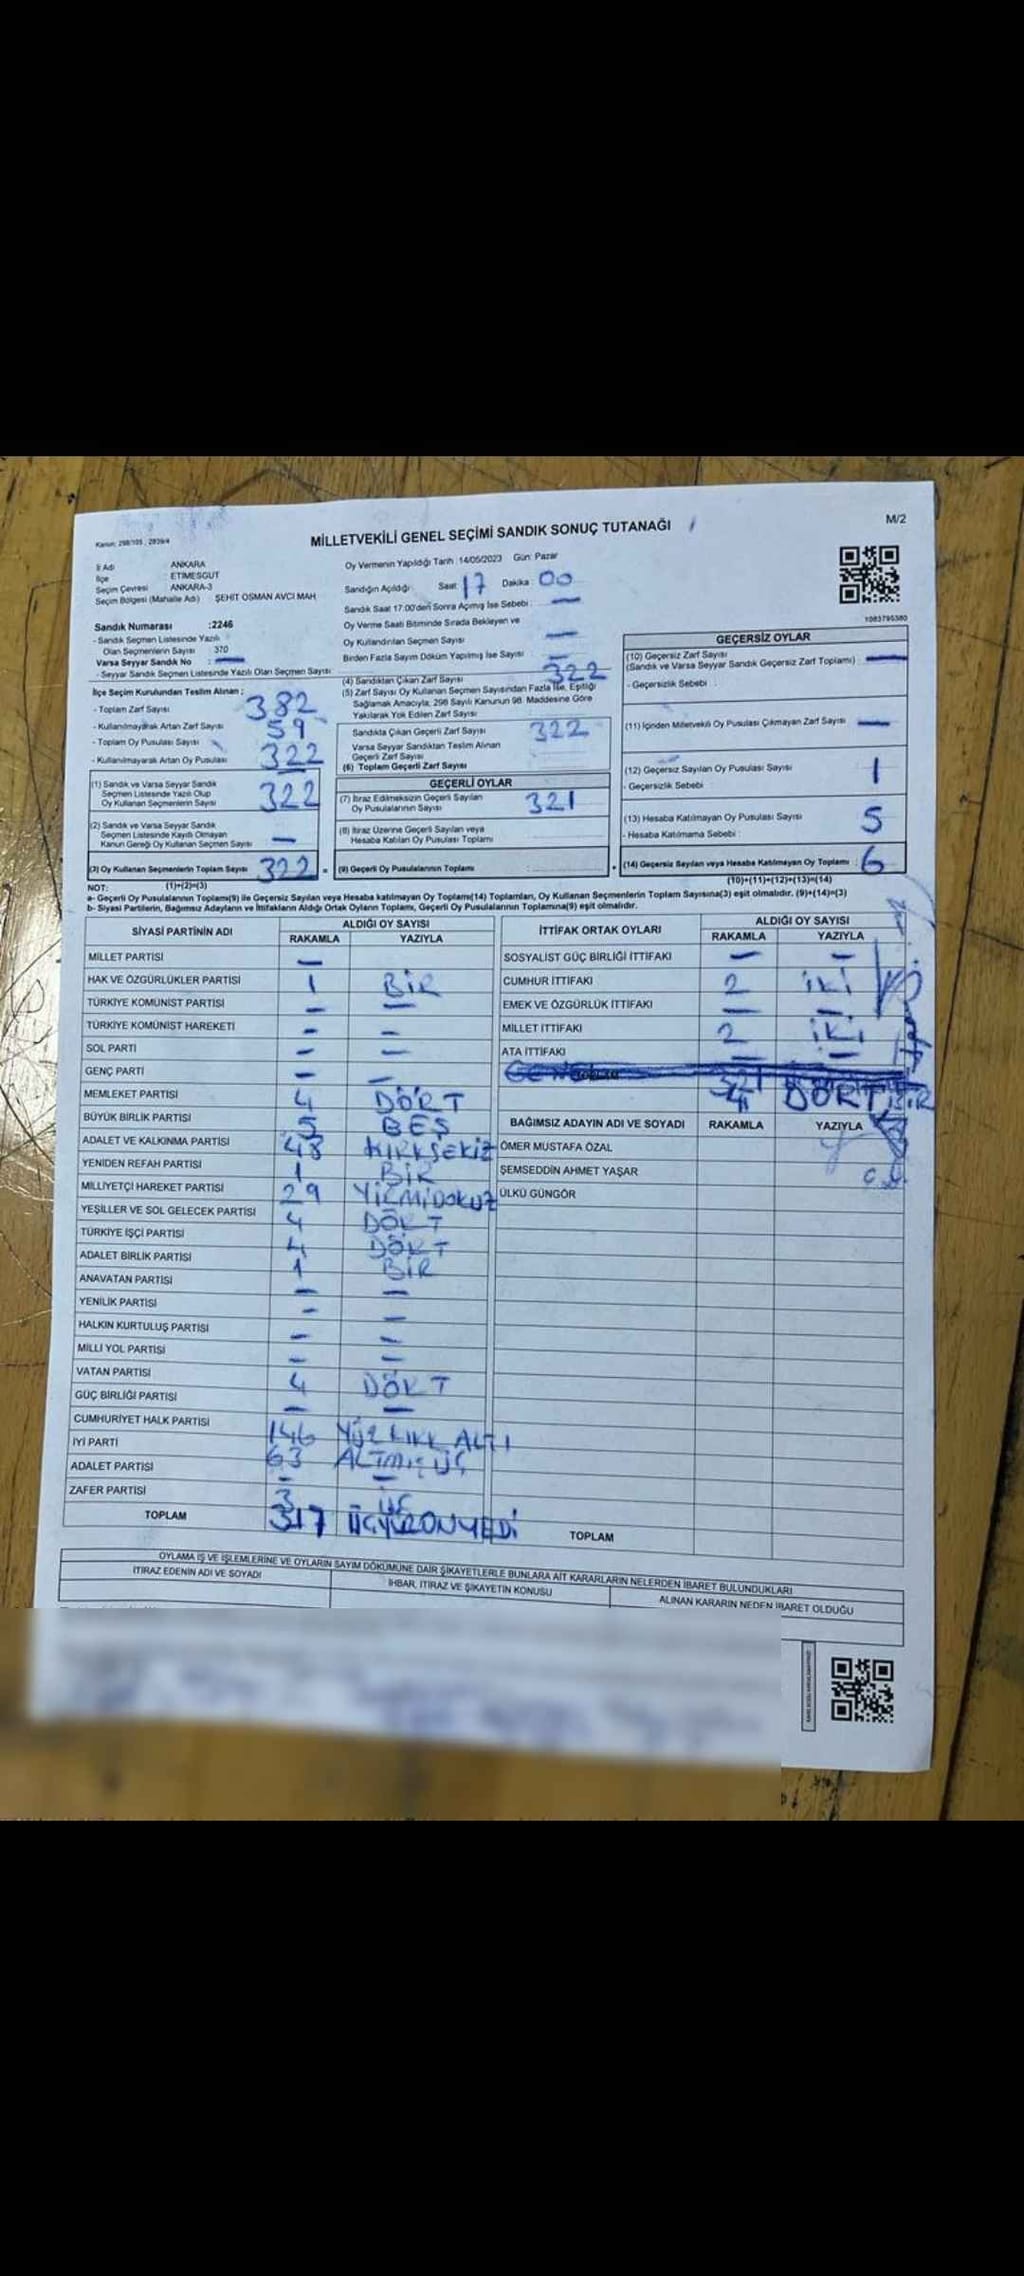 Kanun: 298/105 , 2839/4
MİLLETVEKİLİ GENEL SEÇİMİ SANDIK SONUÇ TUTANAĞI
M/2
İl Adı ANKARA
İlçe ETİMESGUT
Seçim Çevresi ANKARA-3
Seçim Bölgesi (Mahalle Adı) ŞEHİT OSMAN AVCI MAH.
Sandık Numarası :2246
- Sandık Seçmen Listesinde Yazılı
Olan Seçmenlerin Sayısı 370
Varsa Seyyar Sandık No : —
- Seyyar Sandık Seçmen Listesinde Yazılı Olan Seçmen Sayısı
İlçe Seçim Kurulundan Teslim Alınan :
- Toplam Zarf Sayısı 382
- Kullanılmayarak Artan Zarf Sayısı 59
- Toplam Oy Pusulası Sayısı
- Kullanılmayarak Artan Oy Pusulası 322
(1) Sandık ve Varsa Seyyar Sandık
Seçmen Listesinde Yazılı Olup
Oy Kullanan Seçmenlerin Sayısı 322
(2) Sandık ve Varsa Seyyar Sandık
Seçmen Listesinde Kayıtlı Olmayan
Kanun Gereği Oy Kullanan Seçmen Sayısı —
(3) Oy Kullanan Seçmenlerin Toplam Sayısı 322 =
(1)+(2)=(3)
Oy Vermenin Yapıldığı Tarih :14/05/2023 Gün: Pazar
Sandığın Açıldığı Saat 17 Dakika 00
Sandık Saat 17:00'den Sonra Açımış İse Sebebi : —
Oy Verme Saati Bitiminde Sırada Bekleyen ve
Oy Kullandırılan Seçmen Sayısı —
Birden Fazla Sayım Döküm Yapılmış İse Sayısı : —
(4) Sandıktan Çıkan Zarf Sayısı 322
(5) Zarf Sayısı Oy Kullanan Seçmen Sayısından Fazla İse, Eşitliği
Sağlamak Amacıyla; 298 Sayılı Kanunun 98. Maddesine Göre
Yakılarak Yok Edilen Zarf Sayısı
Sandıkta Çıkan Geçerli Zarf Sayısı 322
Varsa Seyyar Sandıktan Teslim Alınan
Geçerli Zarf Sayısı
(6) Toplam Geçerli Zarf Sayısı
GEÇERLİ OYLAR
(7) İtiraz Edilmeksizin Geçerli Sayılan
Oy Pusulalarının Sayısı 321
(8) İtiraz Üzerine Geçerli Sayılan veya
Hesaba Katılan Oy Pusulası Toplamı
(9) Geçerli Oy Pusulalarının Toplamı :
1083795380
GEÇERSİZ OYLAR
(10) Geçersiz Zarf Sayısı
(Sandık ve Varsa Seyyar Sandık Geçersiz Zarf Toplamı) : —
- Geçersizlik Sebebi :
(11) İçinden Milletvekili Oy Pusulası Çıkmayan Zarf Sayısı —
(12) Geçersiz Sayılan Oy Pusulası Sayısı 1
- Geçersizlik Sebebi
(13) Hesaba Katılmayan Oy Pusulası Sayısı 5
- Hesaba Katılmama Sebebi :
+ (14) Geçersiz Sayılan veya Hesaba Katılmayan Oy Toplamı : 6
(10)+(11)+(12)+(13)=(14)
NOT:
a- Geçerli Oy Pusulalarının Toplamı(9) ile Geçersiz Sayılan veya Hesaba katılmayan Oy Toplamı(14) Toplamları, Oy Kullanan Seçmenlerin Toplam Sayısına(3) eşit olmalıdır. (9)+(14)=(3)
b- Siyasi Partilerin, Bağımsız Adayların ve İttifakların Aldığı Ortak Oyların Toplamı, Geçerli Oy Pusulalarının Toplamına(9) eşit olmalıdır.
SİYASİ PARTİNİN ADI ALDIĞI OY SAYISI
RAKAMLA YAZIYLA
MİLLET PARTİSİ —
HAK VE ÖZGÜRLÜKLER PARTİSİ 1 BİR
TÜRKİYE KOMÜNİST PARTİSİ — —
TÜRKİYE KOMÜNİST HAREKETİ — —
SOL PARTİ — —
GENÇ PARTİ — —
MEMLEKET PARTİSİ 4 DÖRT
BÜYÜK BİRLİK PARTİSİ 5 BEŞ
ADALET VE KALKINMA PARTİSİ 48 KIRKSEKİZ
YENİDEN REFAH PARTİSİ 1 BİR
MİLLİYETÇİ HAREKET PARTİSİ 29 YİRMİDOKUZ
YEŞİLLER VE SOL GELECEK PARTİSİ 4 DÖRT
TÜRKİYE İŞÇİ PARTİSİ 4 DÖRT
ADALET BİRLİK PARTİSİ 1 BİR
ANAVATAN PARTİSİ — —
YENİLİK PARTİSİ — —
HALKIN KURTULUŞ PARTİSİ — —
MİLLİ YOL PARTİSİ — —
VATAN PARTİSİ 4 DÖRT
GÜÇ BİRLİĞİ PARTİSİ — —
CUMHURİYET HALK PARTİSİ 146 YÜZ KIRK ALTI
İYİ PARTİ 63 ALTMIŞ ÜÇ
ADALET PARTİSİ — —
ZAFER PARTİSİ 3 ÜÇ
TOPLAM 317 ÜÇYÜZONYEDİ
İTTİFAK ORTAK OYLARI ALDIĞI OY SAYISI
RAKAMLA YAZIYLA
SOSYALİST GÜÇ BİRLİĞİ İTTİFAKI — —
CUMHUR İTTİFAKI 2 İKİ
EMEK VE ÖZGÜRLÜK İTTİFAKI — —
MİLLET İTTİFAKI 2 İKİ
ATA İTTİFAKI — —
4 DÖRT
BAĞIMSIZ ADAYIN ADI VE SOYADI RAKAMLA YAZIYLA
ÖMER MUSTAFA ÖZAL
ŞEMSEDDİN AHMET YAŞAR
ÜLKÜ GÜNGÖR
TOPLAM
OYLAMA İŞ VE İŞLEMLERİNE VE OYLARIN SAYIM DÖKÜMÜNE DAİR ŞİKAYETLERLE BUNLARA AİT KARARLARIN NELERDEN İBARET BULUNDUKLARI
İTİRAZ EDENİN ADI VE SOYADI İHBAR, İTİRAZ VE ŞİKAYETİN KONUSU ALINAN KARARIN NEDEN İBARET OLDUĞU